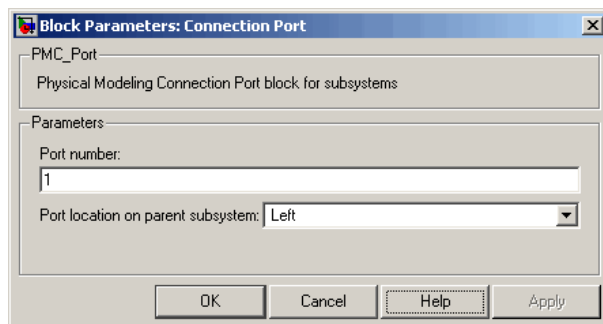 Block Parameters: Connection Port
PMC_Port
Physical Modeling Connection Port block for subsystems
Parameters
Port number:
1
Port location on parent subsystem: Left
OK Cancel Help Apply